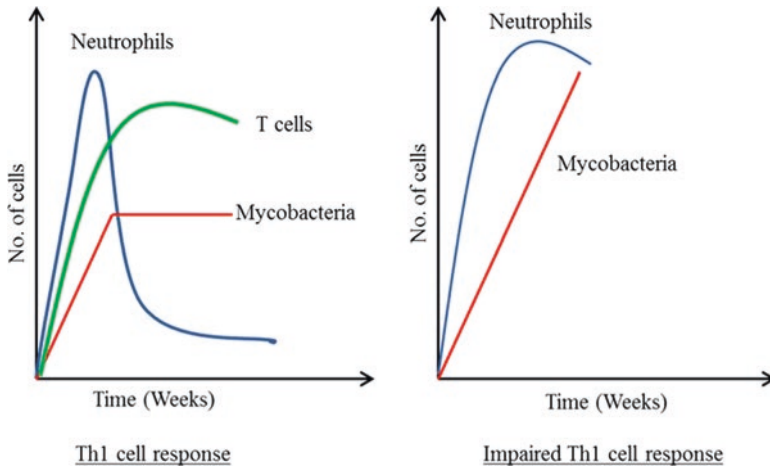 Neutrophils
T cells
Mycobacteria
No. of cells
Time (Weeks)
Th1 cell response
Neutrophils
Mycobacteria
No. of cells
Time (Weeks)
Impaired Th1 cell response